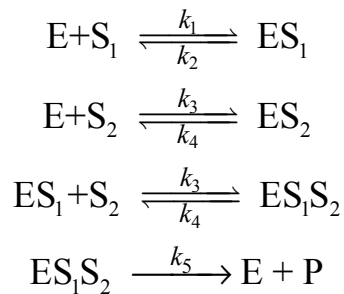 E+S₁ k₁ ⇌ k₂ ES₁
E+S₂ k₃ ⇌ k₄ ES₂
ES₁+S₂ k₃ ⇌ k₄ ES₁S₂
ES₁S₂ k₅ → E + P